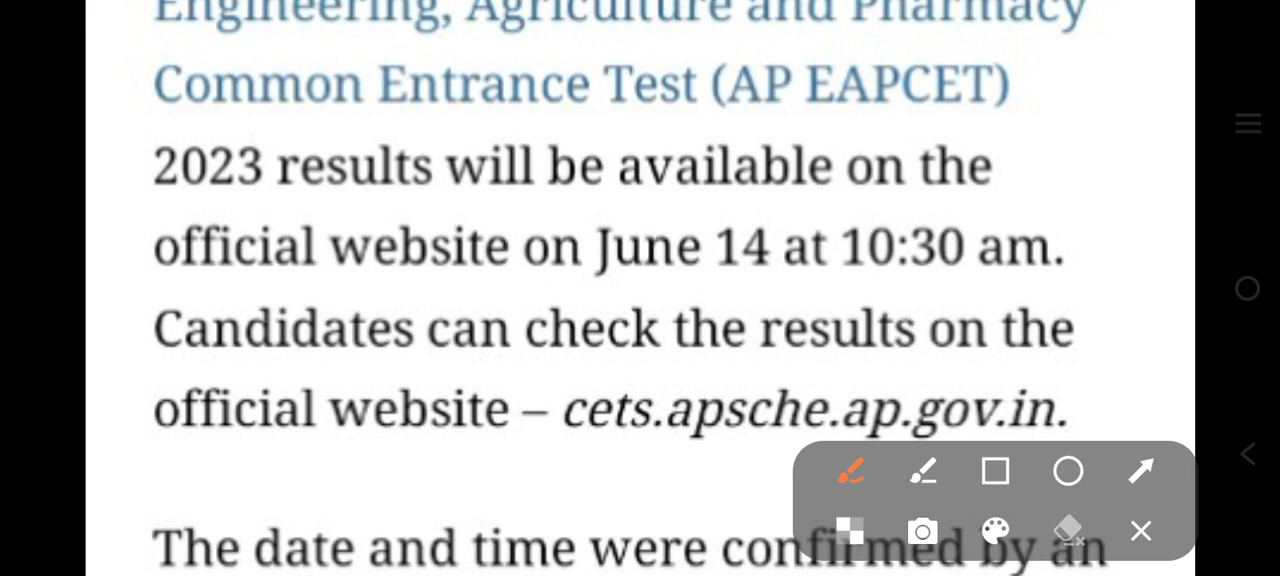 Engineering, Agriculture and Pharmacy
Common Entrance Test (AP EAPCET)
2023 results will be available on the
official website on June 14 at 10:30 am.
Candidates can check the results on the
official website – cets.apsche.ap.gov.in.
The date and time were confirmed by an